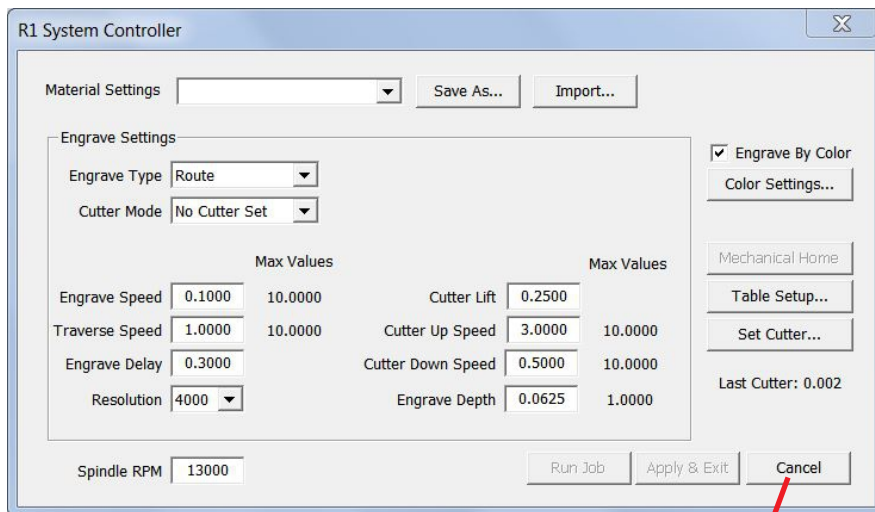 R1 System Controller
Material Settings Save As... Import...
Engrave Settings
Engrave Type Route
Cutter Mode No Cutter Set
Engrave By Color
Color Settings...
Max Values Max Values
Engrave Speed 0.1000 10.0000 Cutter Lift 0.2500
Traverse Speed 1.0000 10.0000 Cutter Up Speed 3.0000 10.0000
Engrave Delay 0.3000 Cutter Down Speed 0.5000 10.0000
Resolution 4000 Engrave Depth 0.0625 1.0000
Mechanical Home
Table Setup...
Set Cutter...
Last Cutter: 0.002
Spindle RPM 13000 Run Job Apply & Exit Cancel